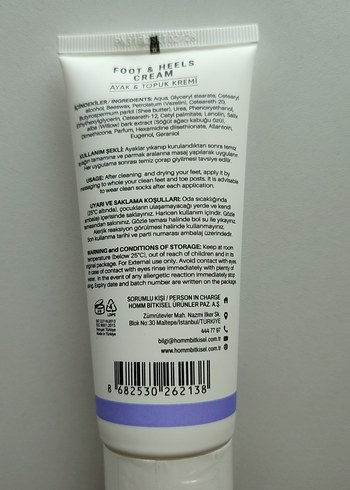 FOOT & HEELS
CREAM
AYAK & TOPUK KREMİ
İÇİNDEKİLER / INGREDIENTS: Aqua, Glyceryl stearate, Cetearyl
alcohol, Beeswax, Petrolatum (Vazelin), Ceteareth-20,
Butyrospermum parkii (Shea butter), Urea, Phenoxyethanol,
Ethylhexylglycerin, Ceteareth-12, Cetyl palmitate, Lanolin, Salix
alba (Willow) bark extract (Söğüt ağacı kabuğu özü),
Dimethicone, Parfum, Hexamidine diisethionate, Allantoin,
Eugenol, Geraniol
KULLANIM ŞEKLİ: Ayaklar yıkanıp kurulandıktan sonra temiz
temamına ve parmak aralarına masaj yapılarak uygulanır.
Her uygulama sonrası temiz çorap giyilmesi tavsiye edilir.
USAGE: After cleaning and drying your feet, apply it by
massaging to whole your clean feet and toe posts. It is advisable
to wear clean socks after each application.
UYARI VE SAKLAMA KOŞULLARI: Oda sıcaklığında
(25°C altında), çocukların ulaşamayacağı yerde ve kendi
ambalajı içerisinde saklayınız. Haricen kullanım içindir. Göz
temasından sakınınız. Gözle teması halinde bol su ile yıkayınız.
Alerjik reaksiyon görülmesi halinde kullanmayınız.
Son kullanma tarihi ve parti numarası ambalaj üzerindedir.
WARNING and CONDITIONS OF STORAGE: Keep at room
temperature (below 25°C), out of reach of children and in its
original package. For External use only. Avoid contact with eyes.
In case of contact with eyes rinse immediately with plenty of
water, in the event of any allergenic reaction immediately
Expiry date and batch number are written on the package.
SORUMLU KİŞİ / PERSON IN CHARGE
HOMM BİTKİSEL ÜRÜNLER PAZ. A.Ş.
Zümrütevler Mah. Nazmi İlker Sk.
Blok No:30 Maltepe/İstanbul/TÜRKİYE
444 77 97
bilgi@hommbitkisel.com.tr
www.hommbitkisel.com.tr
8 682530 262138